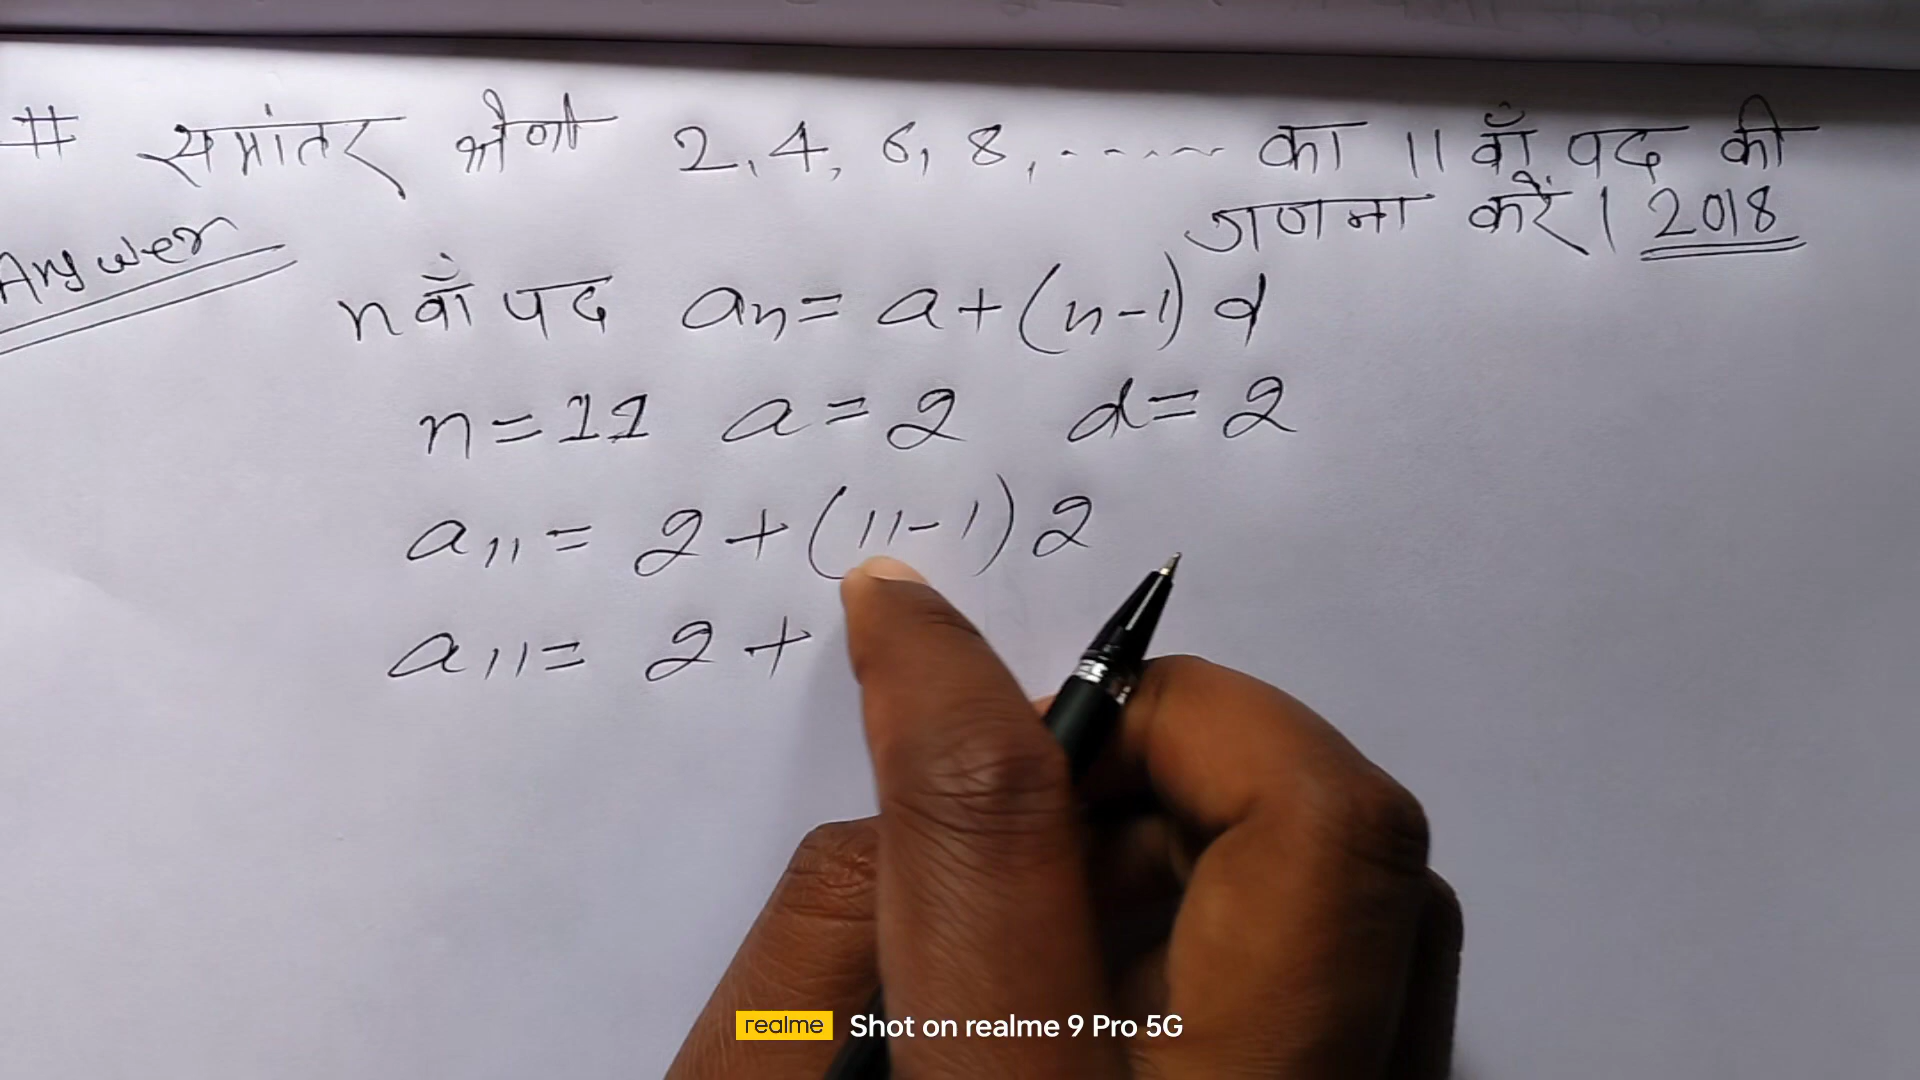 # समांतर श्रेणी 2, 4, 6, 8, ....... का 11 वाँ पद की
गणना करें। 2018
Answer
n वाँ पद an = a + (n-1) d
n = 11 a = 2 d = 2
a11 = 2 + (11-1) 2
a11 = 2 +
realme Shot on realme 9 Pro 5G